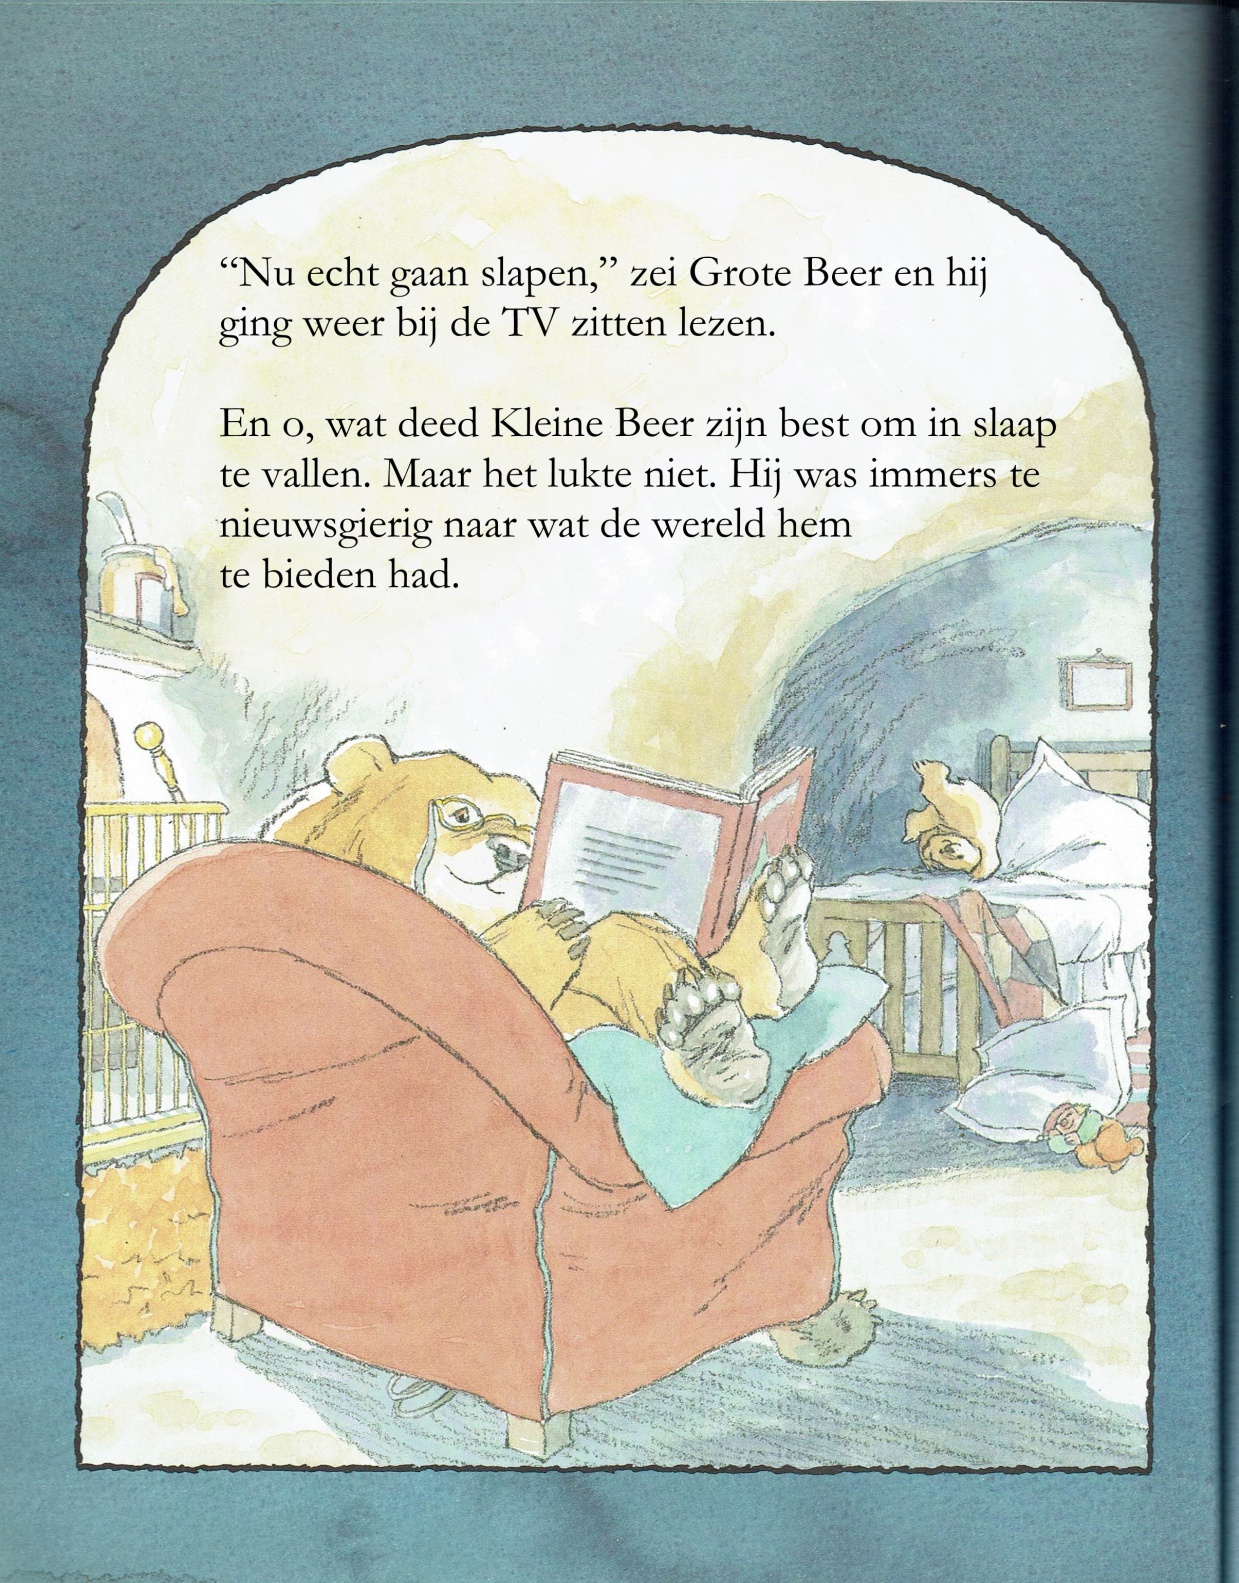 “Nu echt gaan slapen,” zei Grote Beer en hij
ging weer bij de TV zitten lezen.
En o, wat deed Kleine Beer zijn best om in slaap
te vallen. Maar het lukte niet. Hij was immers te
nieuwsgierig naar wat de wereld hem
te bieden had.